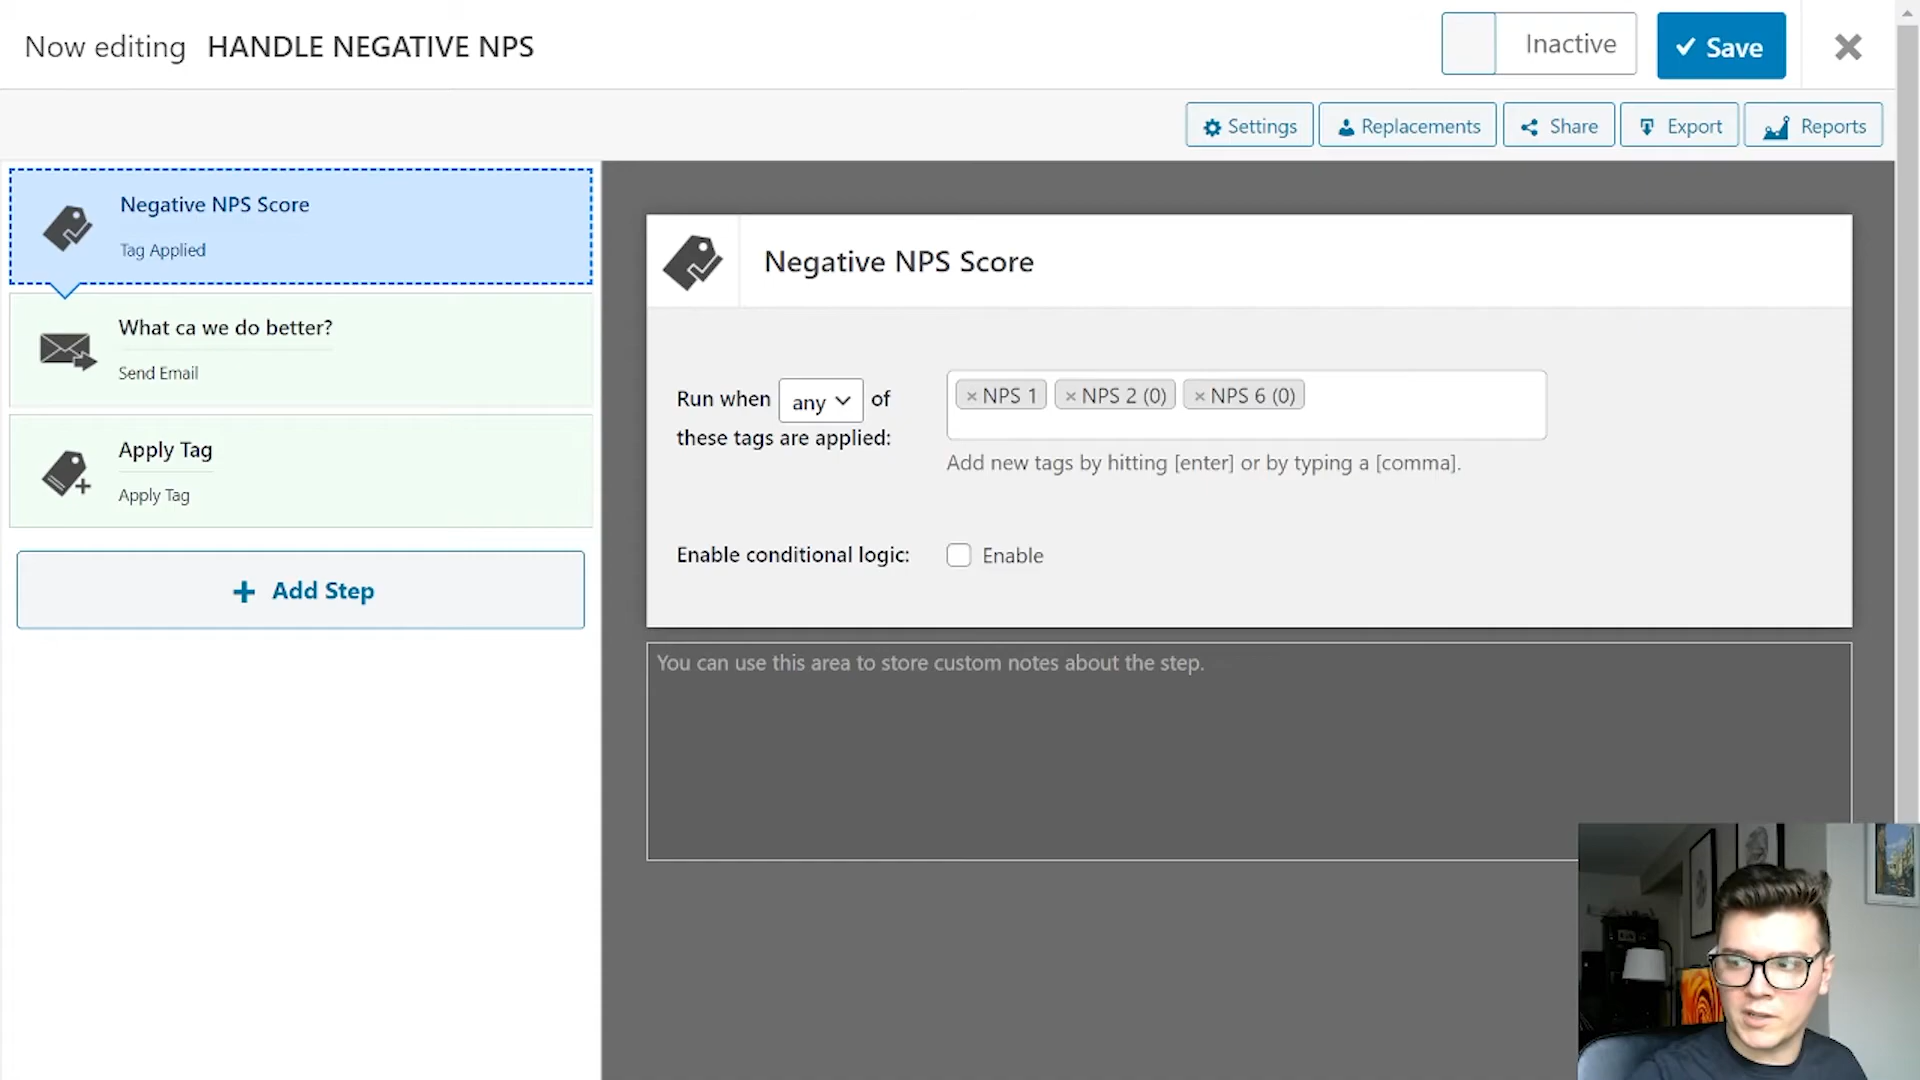 Now editing HANDLE NEGATIVE NPS
Inactive
Save
Settings
Replacements
Share
Export
Reports
Negative NPS Score
Tag Applied
What ca we do better?
Send Email
Apply Tag
Apply Tag
Add Step
Negative NPS Score
Run when any of
these tags are applied:
× NPS 1 × NPS 2 (0) × NPS 6 (0)
Add new tags by hitting [enter] or by typing a [comma].
Enable conditional logic: Enable
You can use this area to store custom notes about the step.